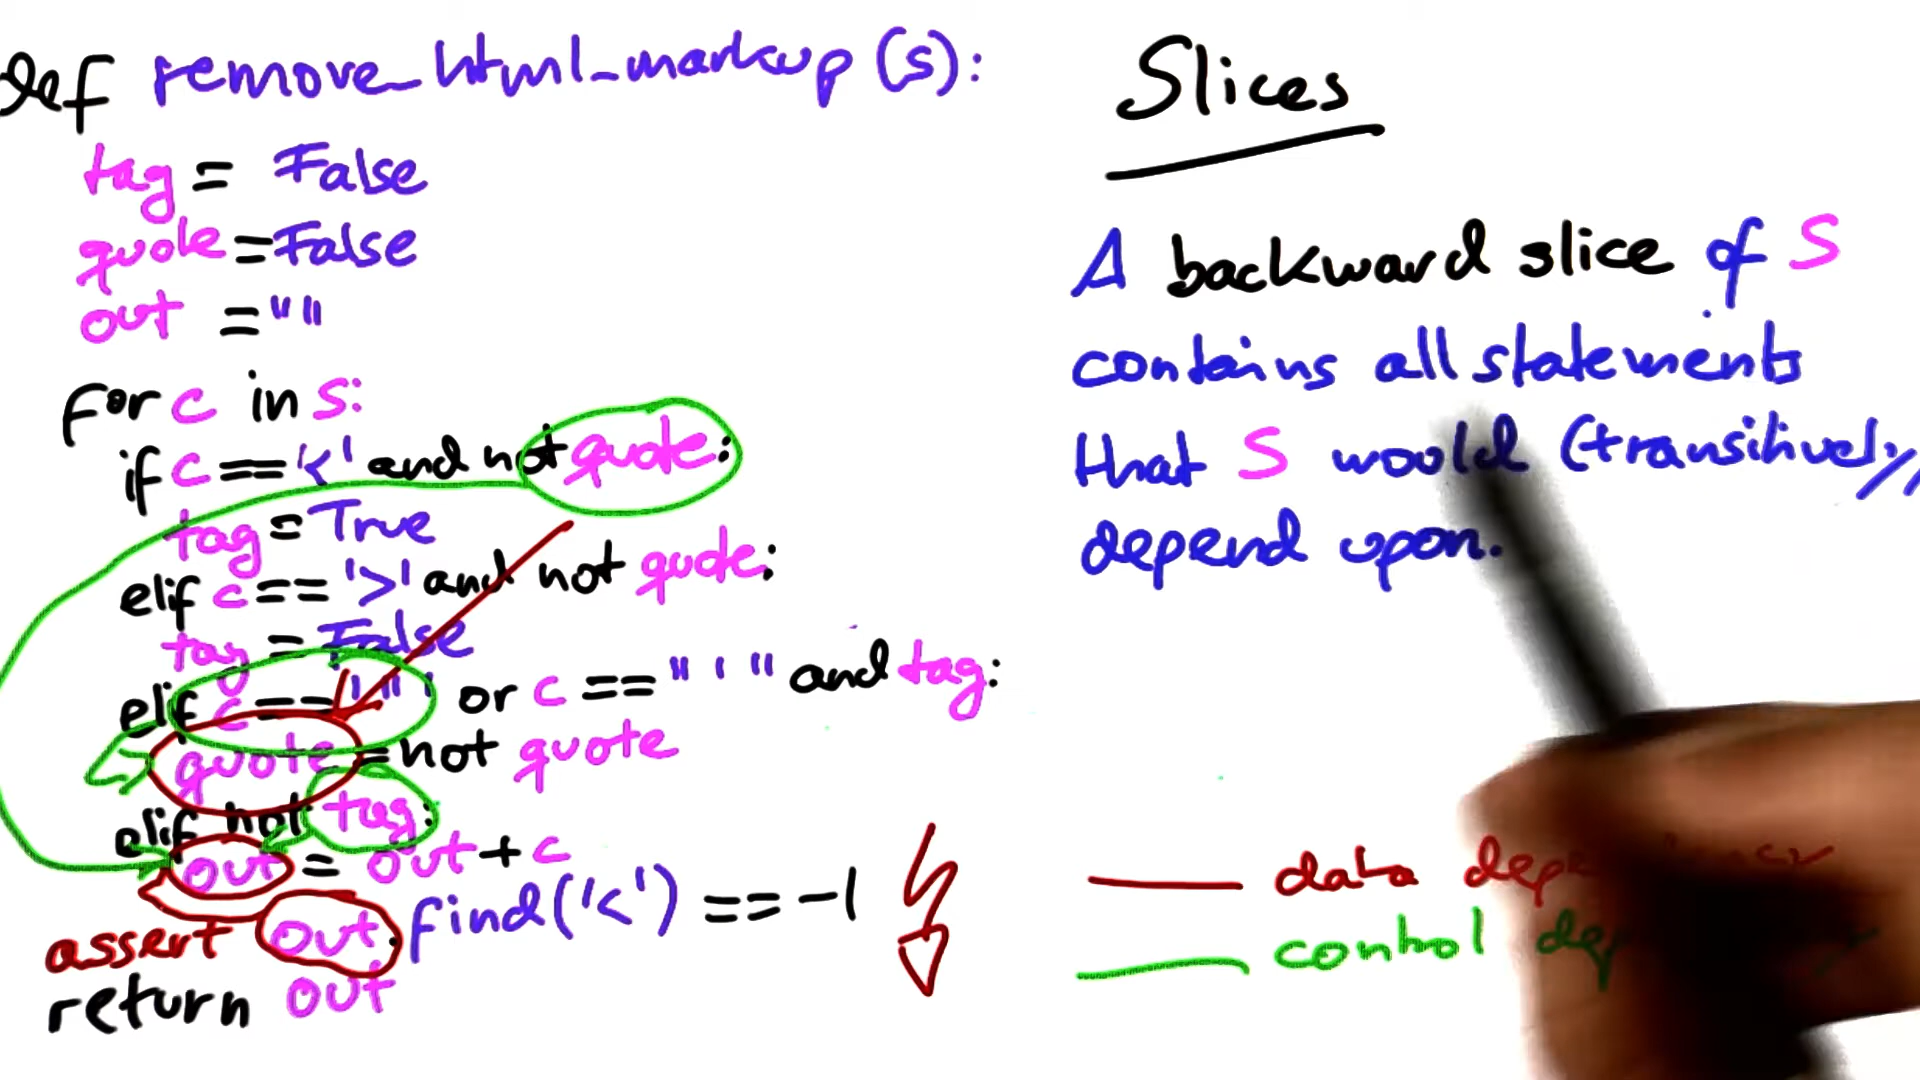 def remove_html_markup (s):
tag = False
quote = False
out = ""
for c in s:
if c == '<' and not quote:
tag = True
elif c == '>' and not quote:
tag = False
elif c == '"' or c == "'" and tag:
quote = not quote
elif not tag:
out = out + c
assert out.find('<') == -1
return out
Slices
A backward slice of S
contains all statements
that S would (transitively)
depend upon.
data
control